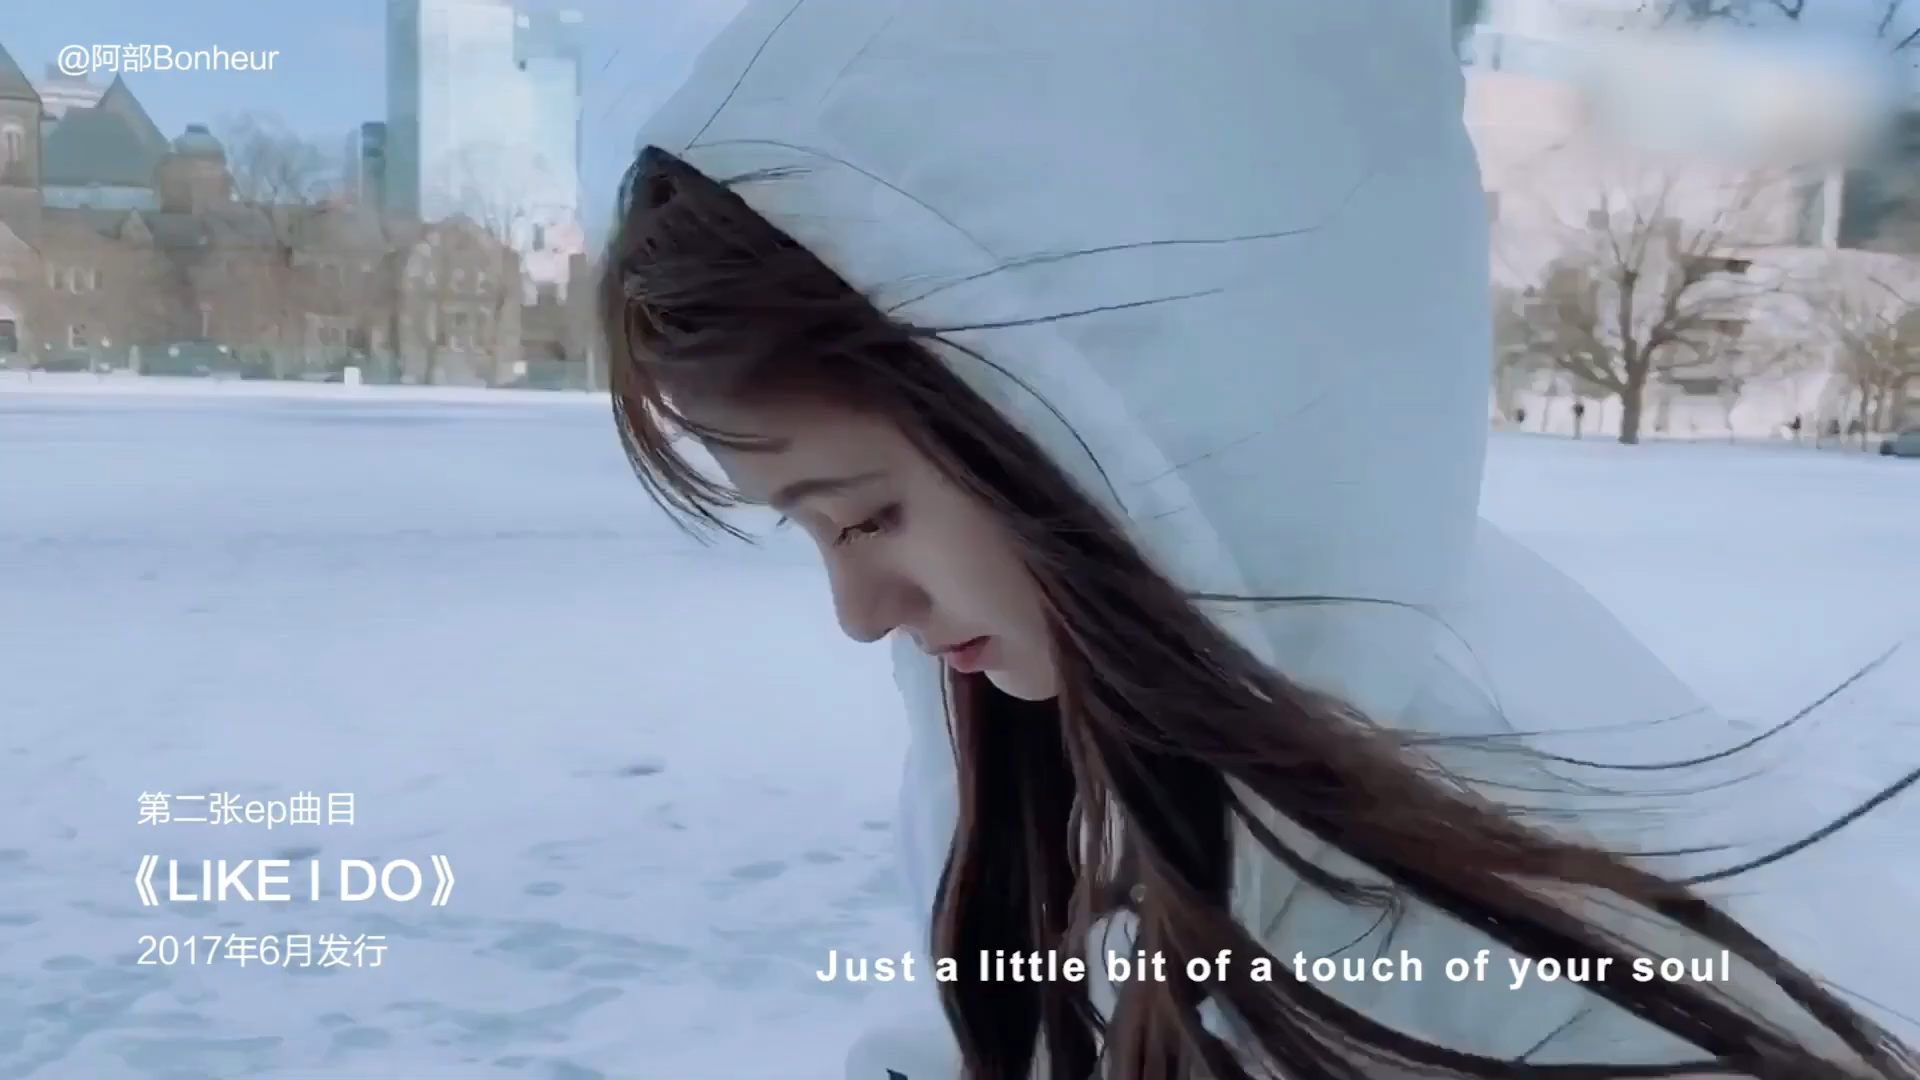 @阿部Bonheur
第二张ep曲目
《LIKE I DO》
2017年6月发行
Just a little bit of a touch of your soul